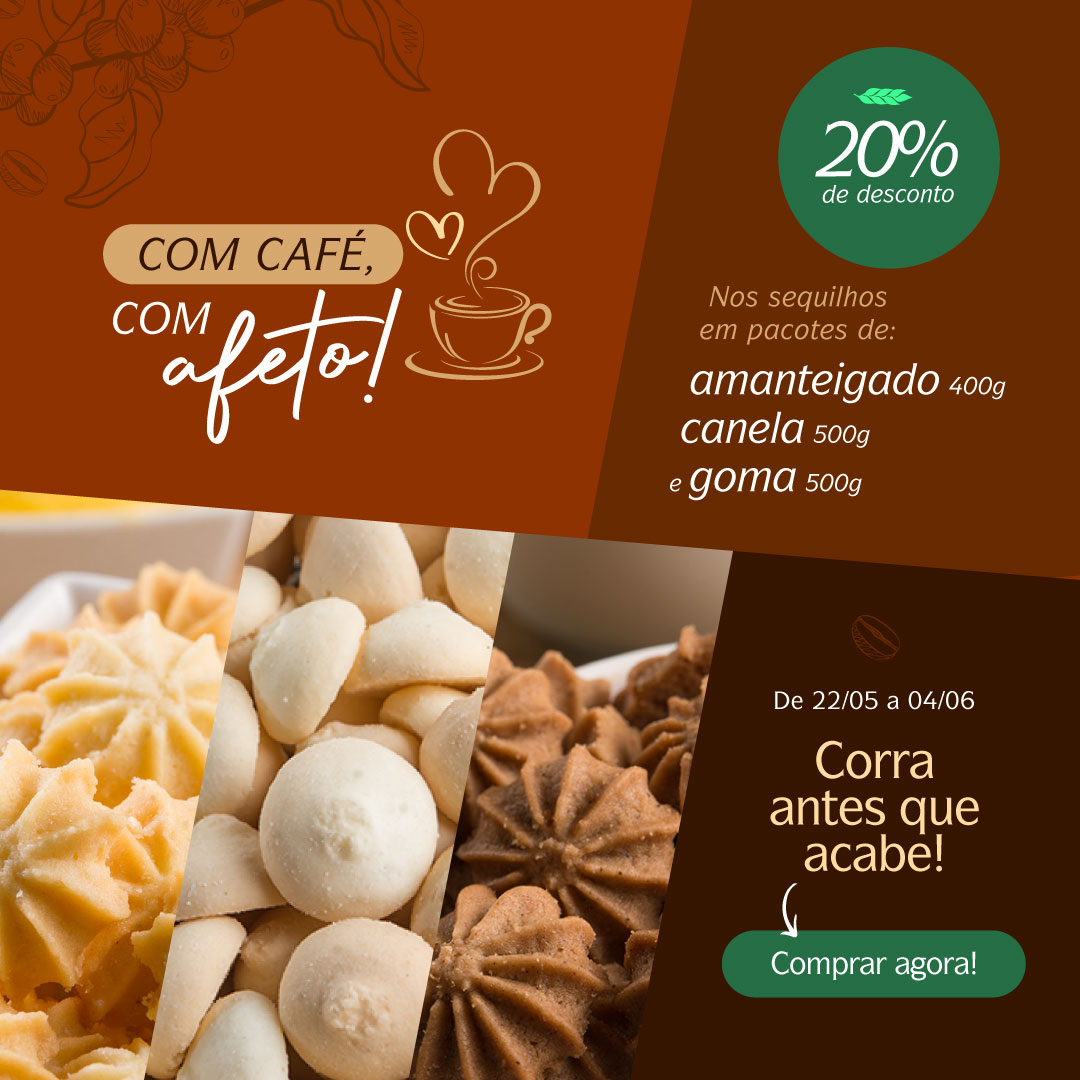 COM CAFÉ,
COM
afeto!
20%
de desconto
Nos sequilhos
em pacotes de:
amanteigado 400g
canela 500g
e goma 500g
De 22/05 a 04/06
Corra
antes que
acabe!
Comprar agora!